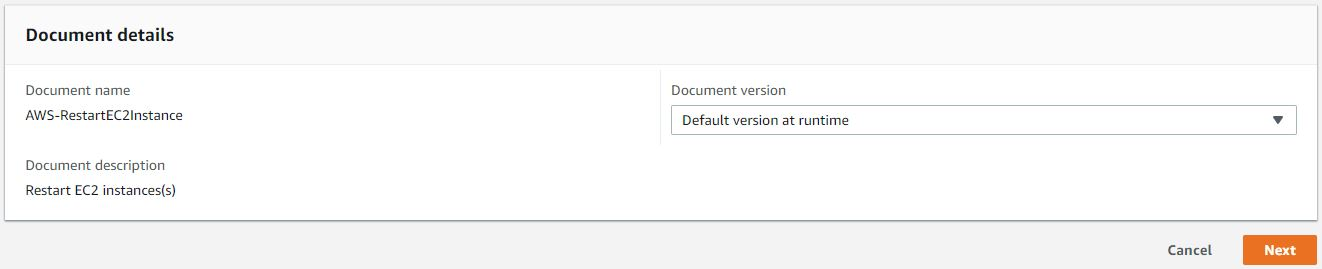 Document details
Document name
AWS-RestartEC2Instance
Document version
Default version at runtime
Document description
Restart EC2 instances(s)
Cancel
Next